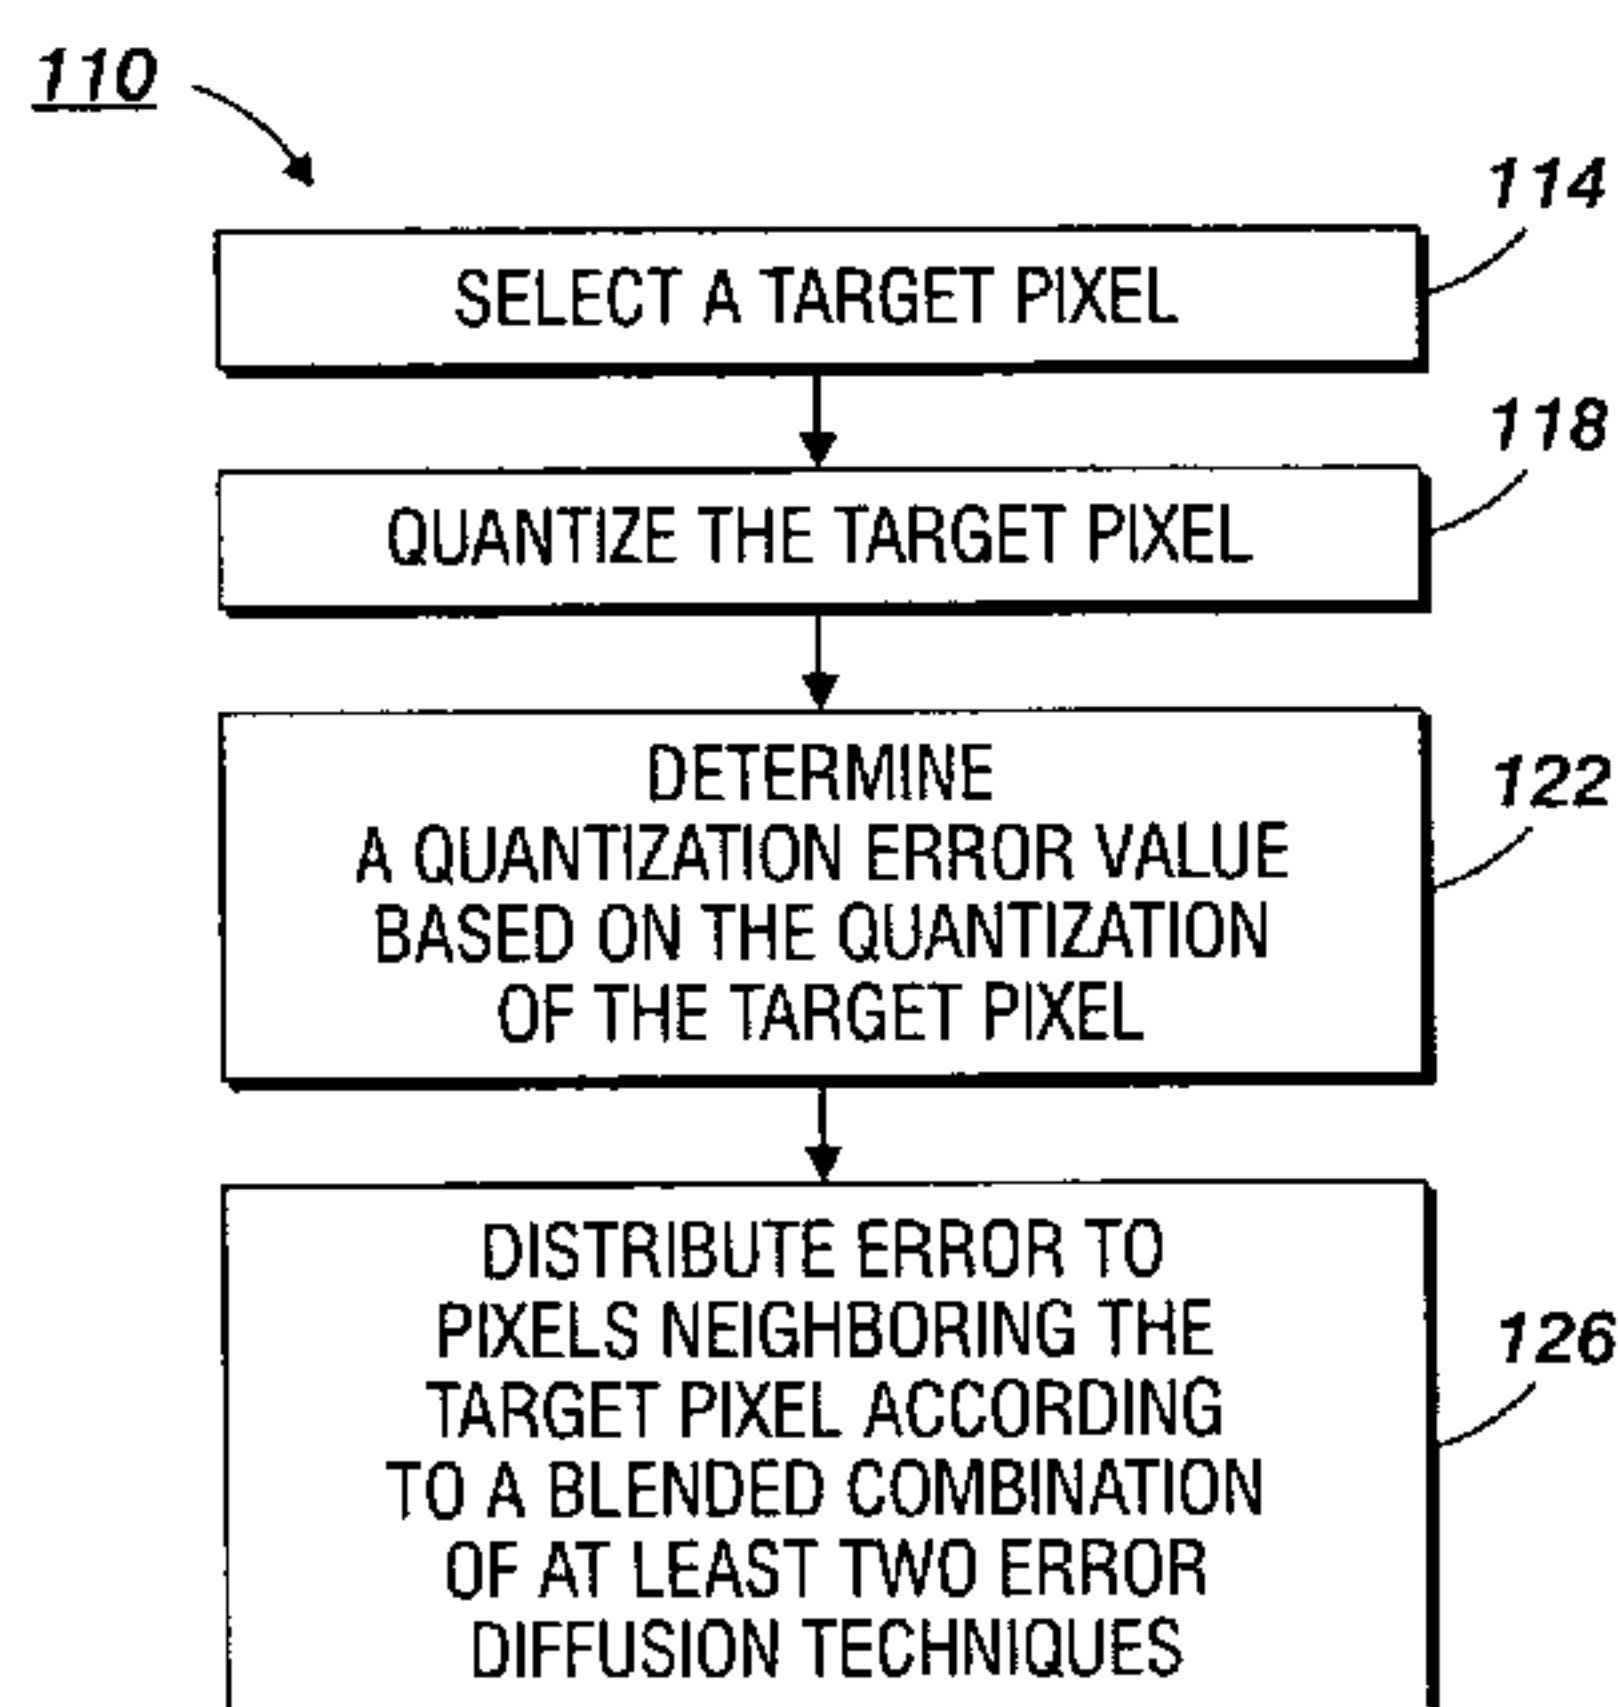 110
114
SELECT A TARGET PIXEL
118
QUANTIZE THE TARGET PIXEL
122
DETERMINE
A QUANTIZATION ERROR VALUE
BASED ON THE QUANTIZATION
OF THE TARGET PIXEL
126
DISTRIBUTE ERROR TO
PIXELS NEIGHBORING THE
TARGET PIXEL ACCORDING
TO A BLENDED COMBINATION
OF AT LEAST TWO ERROR
DIFFUSION TECHNIQUES